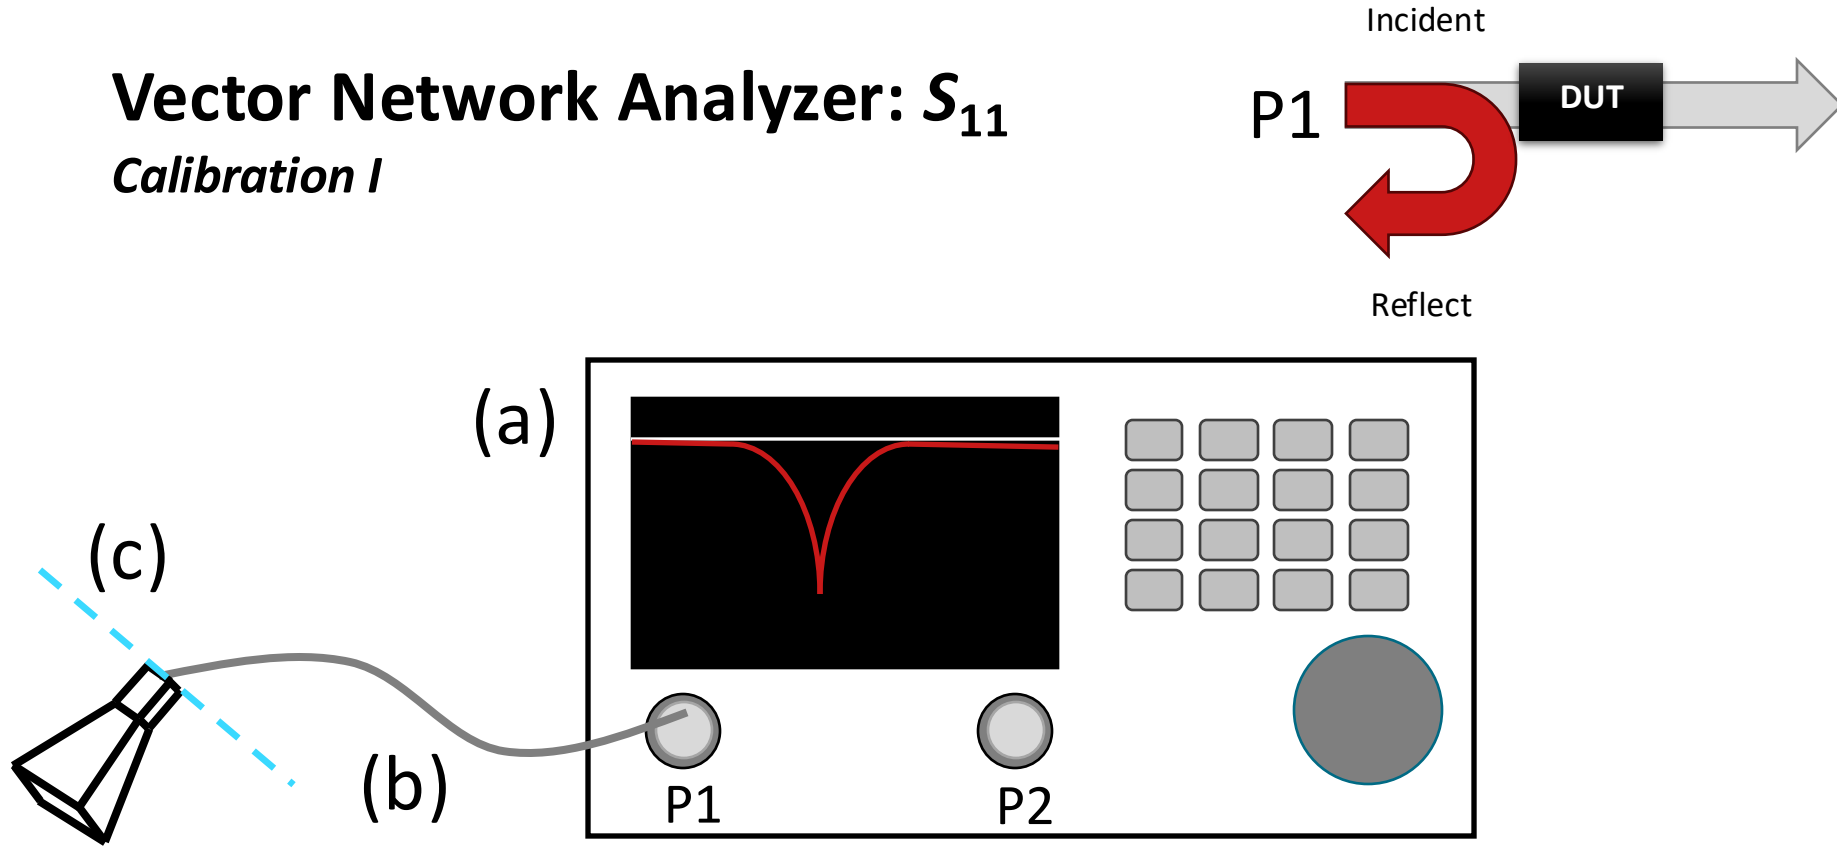 Incident
Vector Network Analyzer: S11
Calibration I
P1
DUT
Reflect
(a)
(c)
(b)
P1
P2